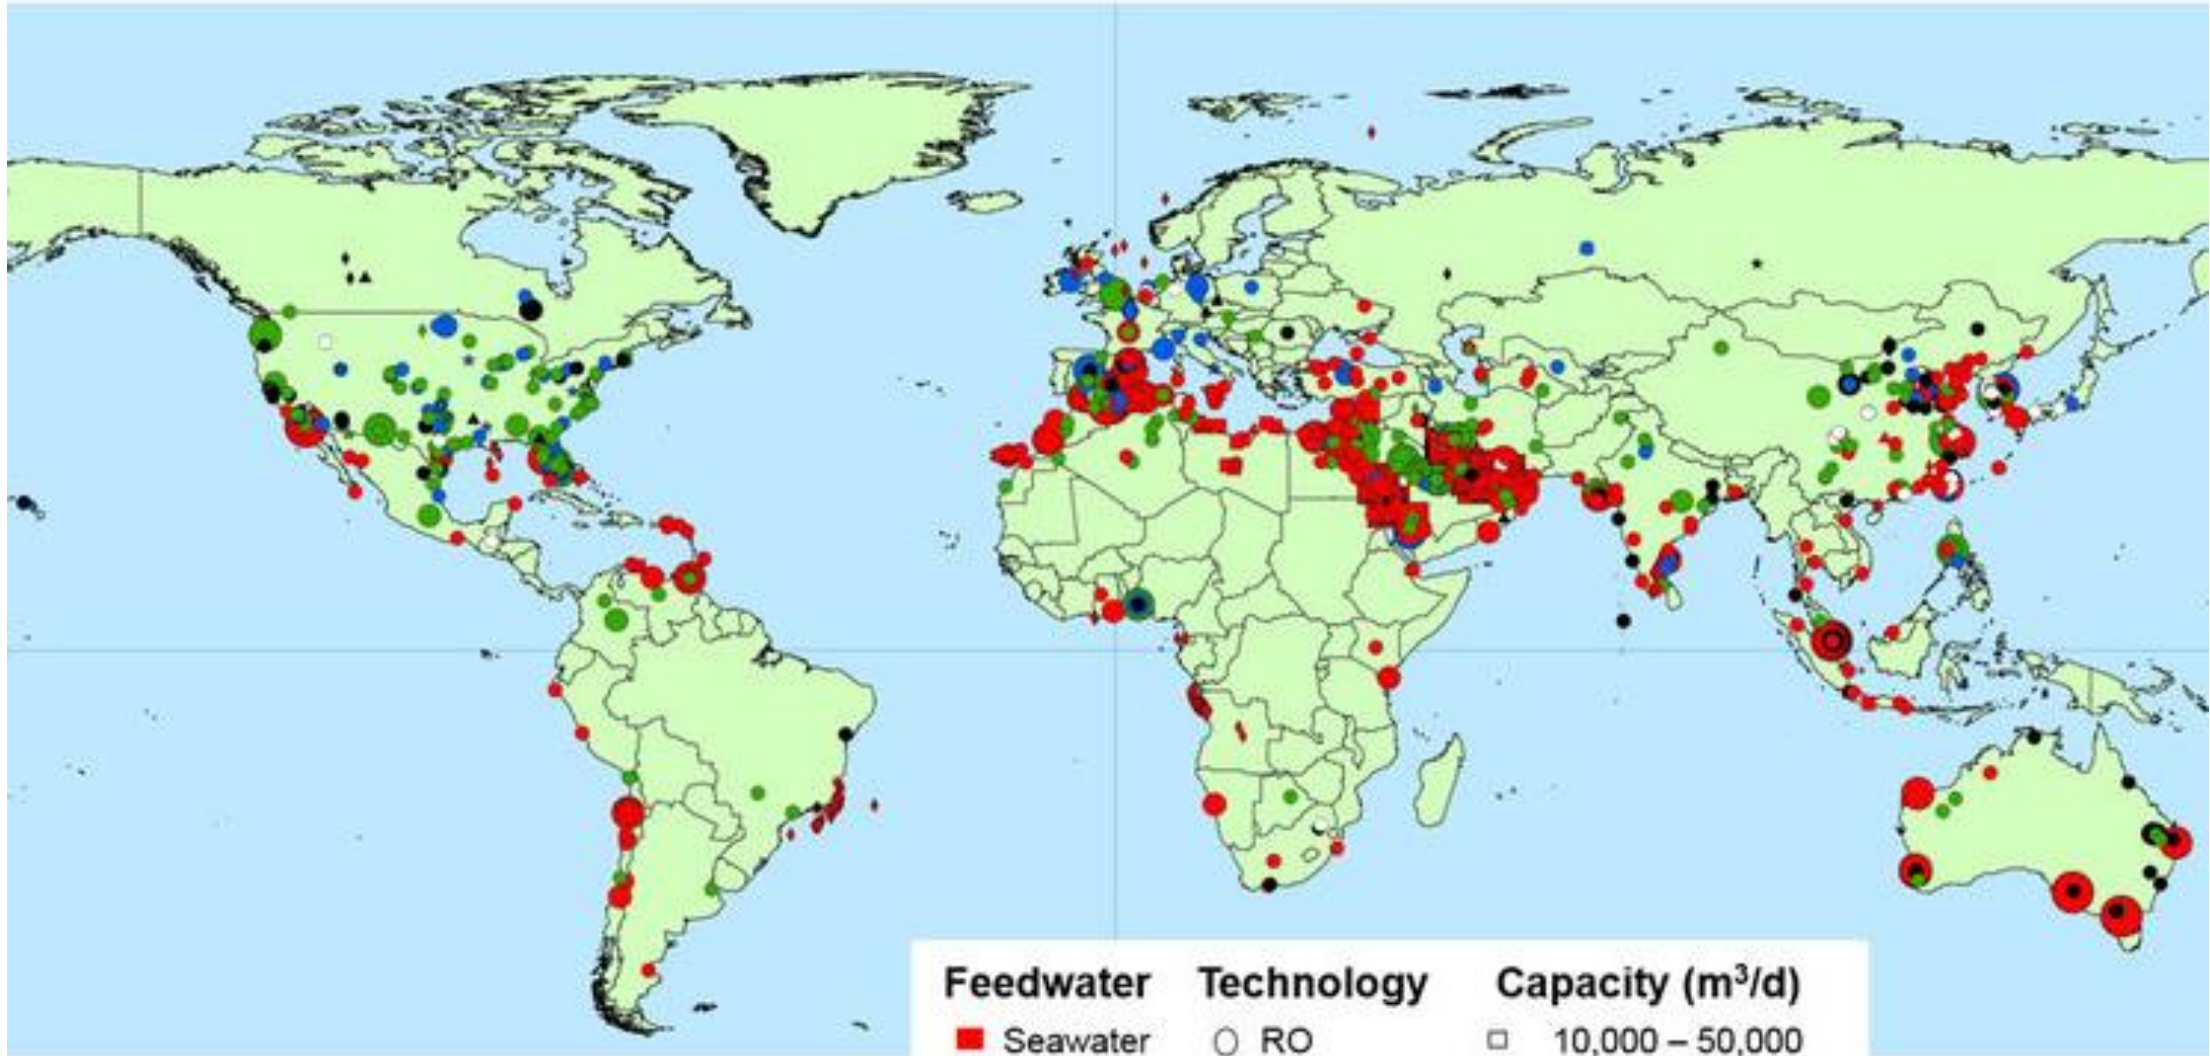 Feedwater Technology Capacity (m³/d)
Seawater RO 10,000 – 50,000